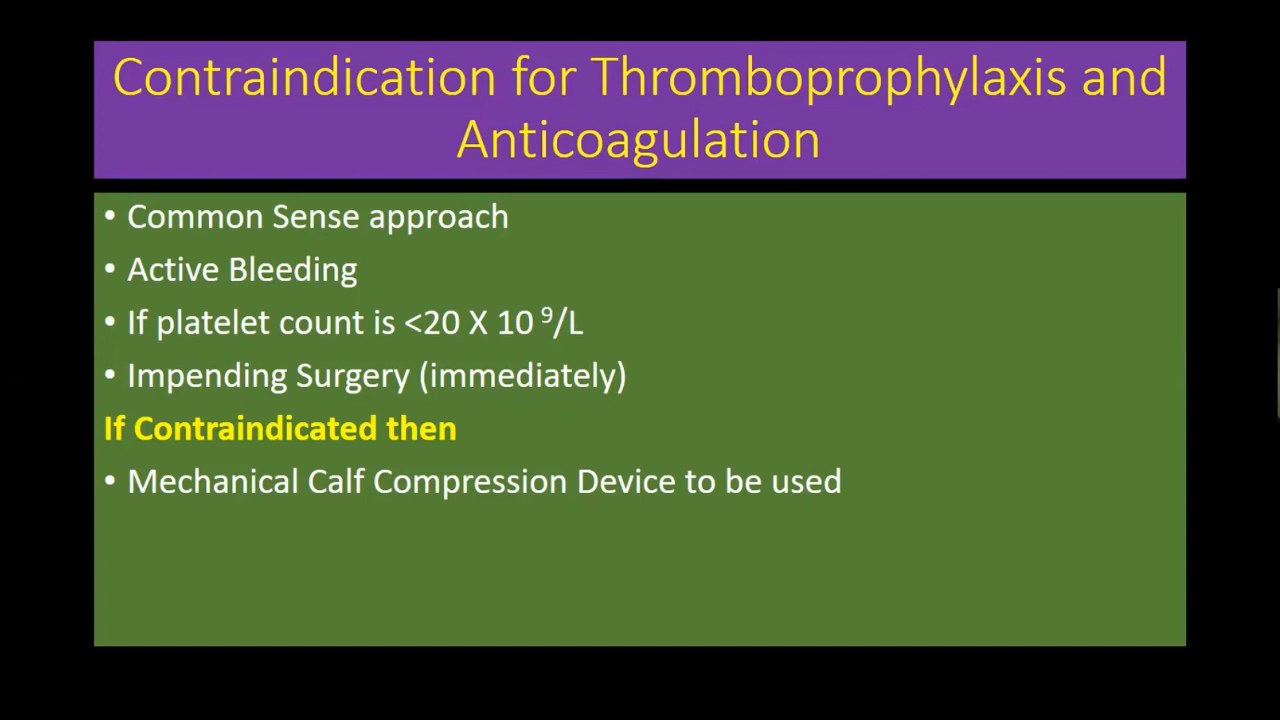 Contraindication for Thromboprophylaxis and
Anticoagulation
• Common Sense approach
• Active Bleeding
• If platelet count is <20 X 10 ⁹/L
• Impending Surgery (immediately)
If Contraindicated then
• Mechanical Calf Compression Device to be used